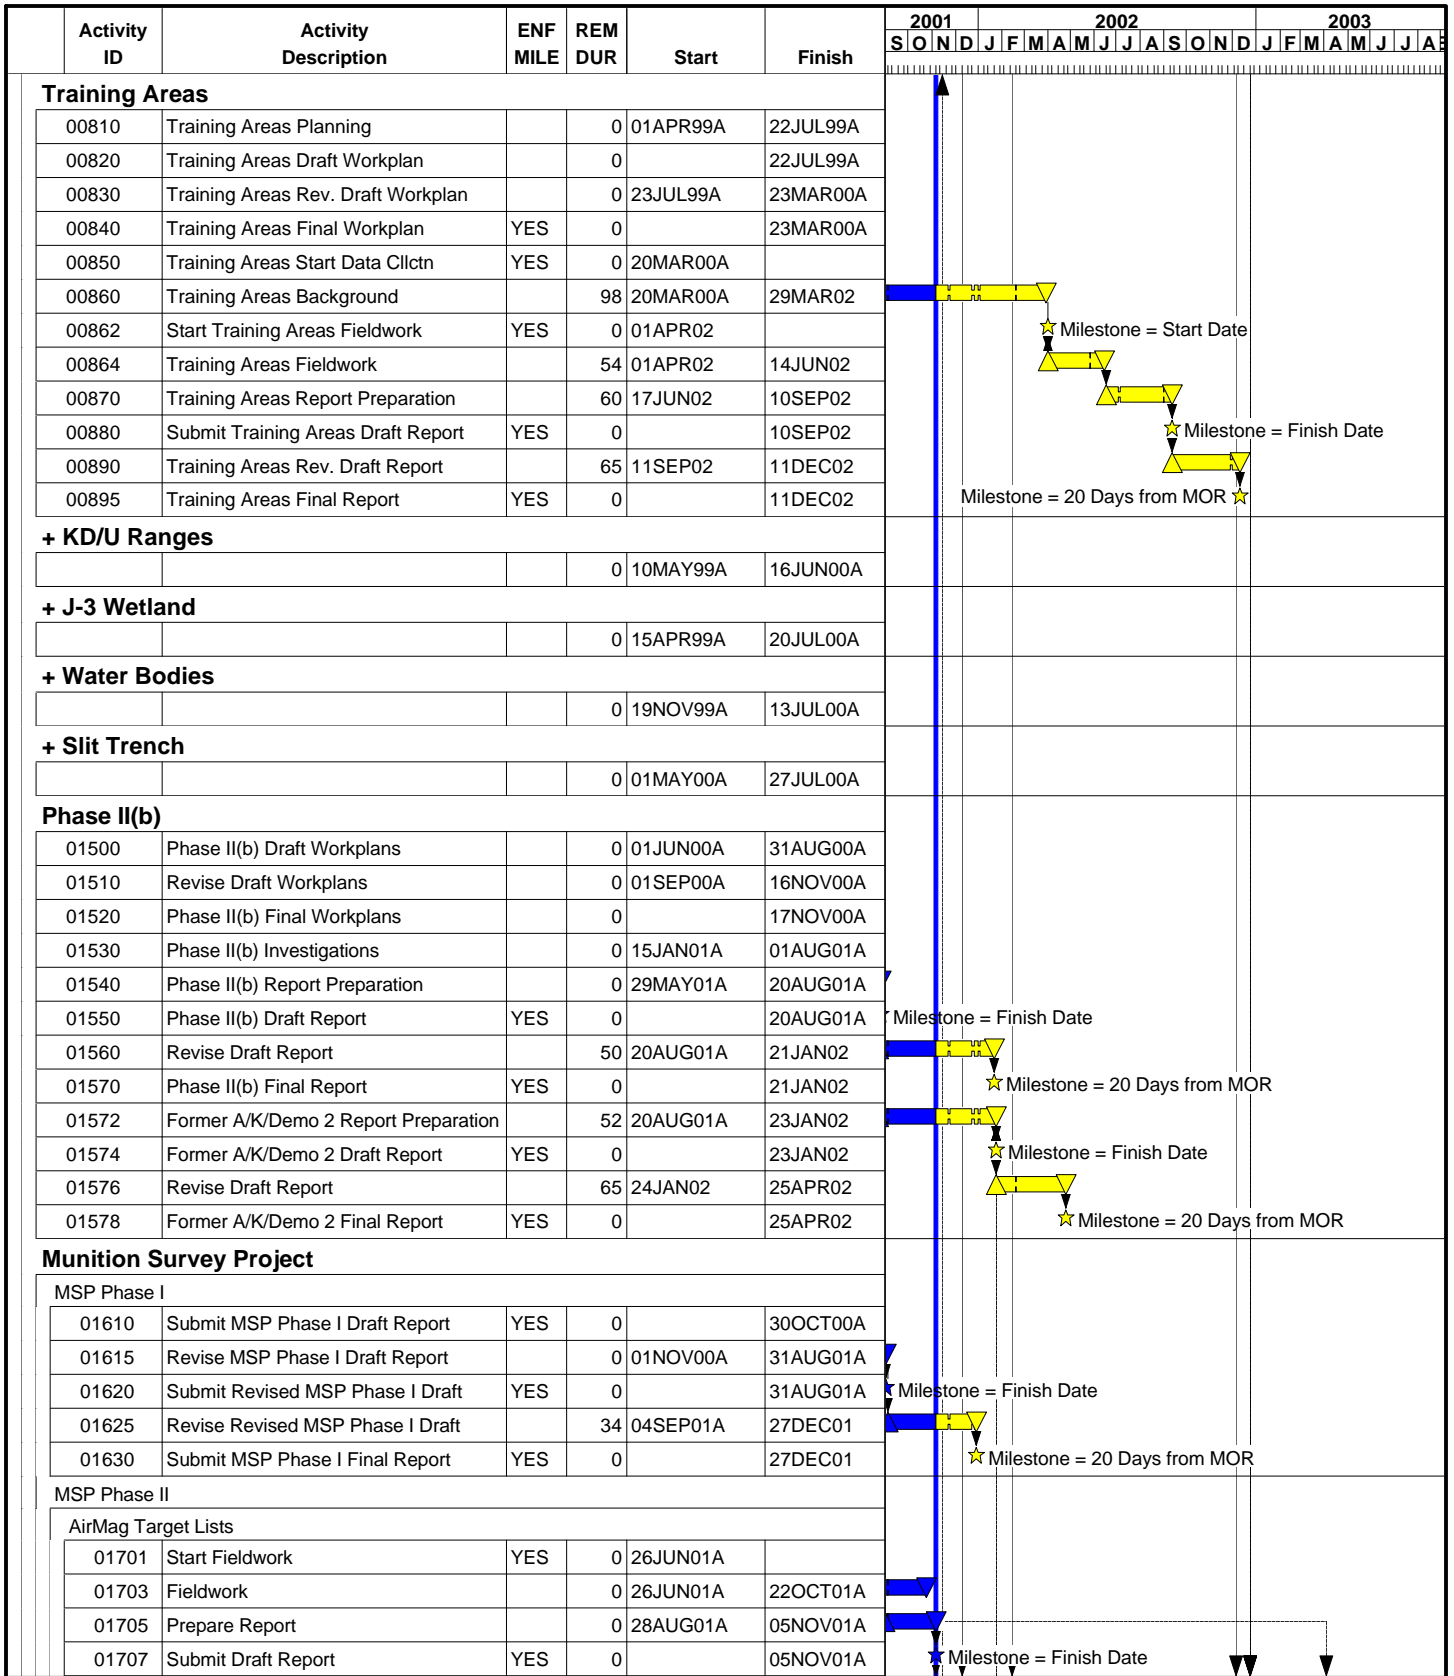 2001 2002 2003
Activity Activity ENF REM
ID Description MILE DUR Start Finish
S O N D J F M A M J J A S O N D J F M A M J J A
Training Areas
00810 Training Areas Planning 0 01APR99A 22JUL99A
00820 Training Areas Draft Workplan 0 22JUL99A
00830 Training Areas Rev. Draft Workplan 0 23JUL99A 23MAR00A
00840 Training Areas Final Workplan YES 0 23MAR00A
00850 Training Areas Start Data Cllctn YES 0 20MAR00A
00860 Training Areas Background 98 20MAR00A 29MAR02
00862 Start Training Areas Fieldwork YES 0 01APR02 Milestone = Start Date
00864 Training Areas Fieldwork 54 01APR02 14JUN02
00870 Training Areas Report Preparation 60 17JUN02 10SEP02
00880 Submit Training Areas Draft Report YES 0 10SEP02 Milestone = Finish Date
00890 Training Areas Rev. Draft Report 65 11SEP02 11DEC02
00895 Training Areas Final Report YES 0 11DEC02 Milestone = 20 Days from MOR
+ KD/U Ranges
0 10MAY99A 16JUN00A
+ J-3 Wetland
0 15APR99A 20JUL00A
+ Water Bodies
0 19NOV99A 13JUL00A
+ Slit Trench
0 01MAY00A 27JUL00A
Phase II(b)
01500 Phase II(b) Draft Workplans 0 01JUN00A 31AUG00A
01510 Revise Draft Workplans 0 01SEP00A 16NOV00A
01520 Phase II(b) Final Workplans 0 17NOV00A
01530 Phase II(b) Investigations 0 15JAN01A 01AUG01A
01540 Phase II(b) Report Preparation 0 29MAY01A 20AUG01A
01550 Phase II(b) Draft Report YES 0 20AUG01A Milestone = Finish Date
01560 Revise Draft Report 50 20AUG01A 21JAN02
01570 Phase II(b) Final Report YES 0 21JAN02 Milestone = 20 Days from MOR
01572 Former A/K/Demo 2 Report Preparation 52 20AUG01A 23JAN02
01574 Former A/K/Demo 2 Draft Report YES 0 23JAN02 Milestone = Finish Date
01576 Revise Draft Report 65 24JAN02 25APR02
01578 Former A/K/Demo 2 Final Report YES 0 25APR02 Milestone = 20 Days from MOR
Munition Survey Project
MSP Phase I
01610 Submit MSP Phase I Draft Report YES 0 30OCT00A
01615 Revise MSP Phase I Draft Report 0 01NOV00A 31AUG01A
01620 Submit Revised MSP Phase I Draft YES 0 31AUG01A Milestone = Finish Date
01625 Revise Revised MSP Phase I Draft 34 04SEP01A 27DEC01
01630 Submit MSP Phase I Final Report YES 0 27DEC01 Milestone = 20 Days from MOR
MSP Phase II
AirMag Target Lists
01701 Start Fieldwork YES 0 26JUN01A
01703 Fieldwork 0 26JUN01A 22OCT01A
01705 Prepare Report 0 28AUG01A 05NOV01A
01707 Submit Draft Report YES 0 05NOV01A Milestone = Finish Date